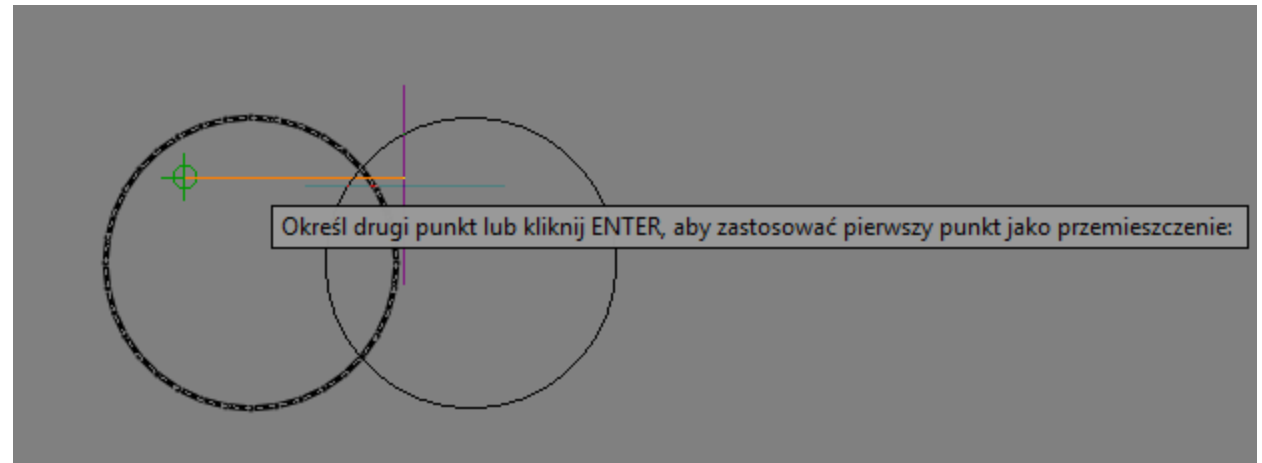 Określ drugi punkt lub kliknij ENTER, aby zastosować pierwszy punkt jako przemieszczenie: